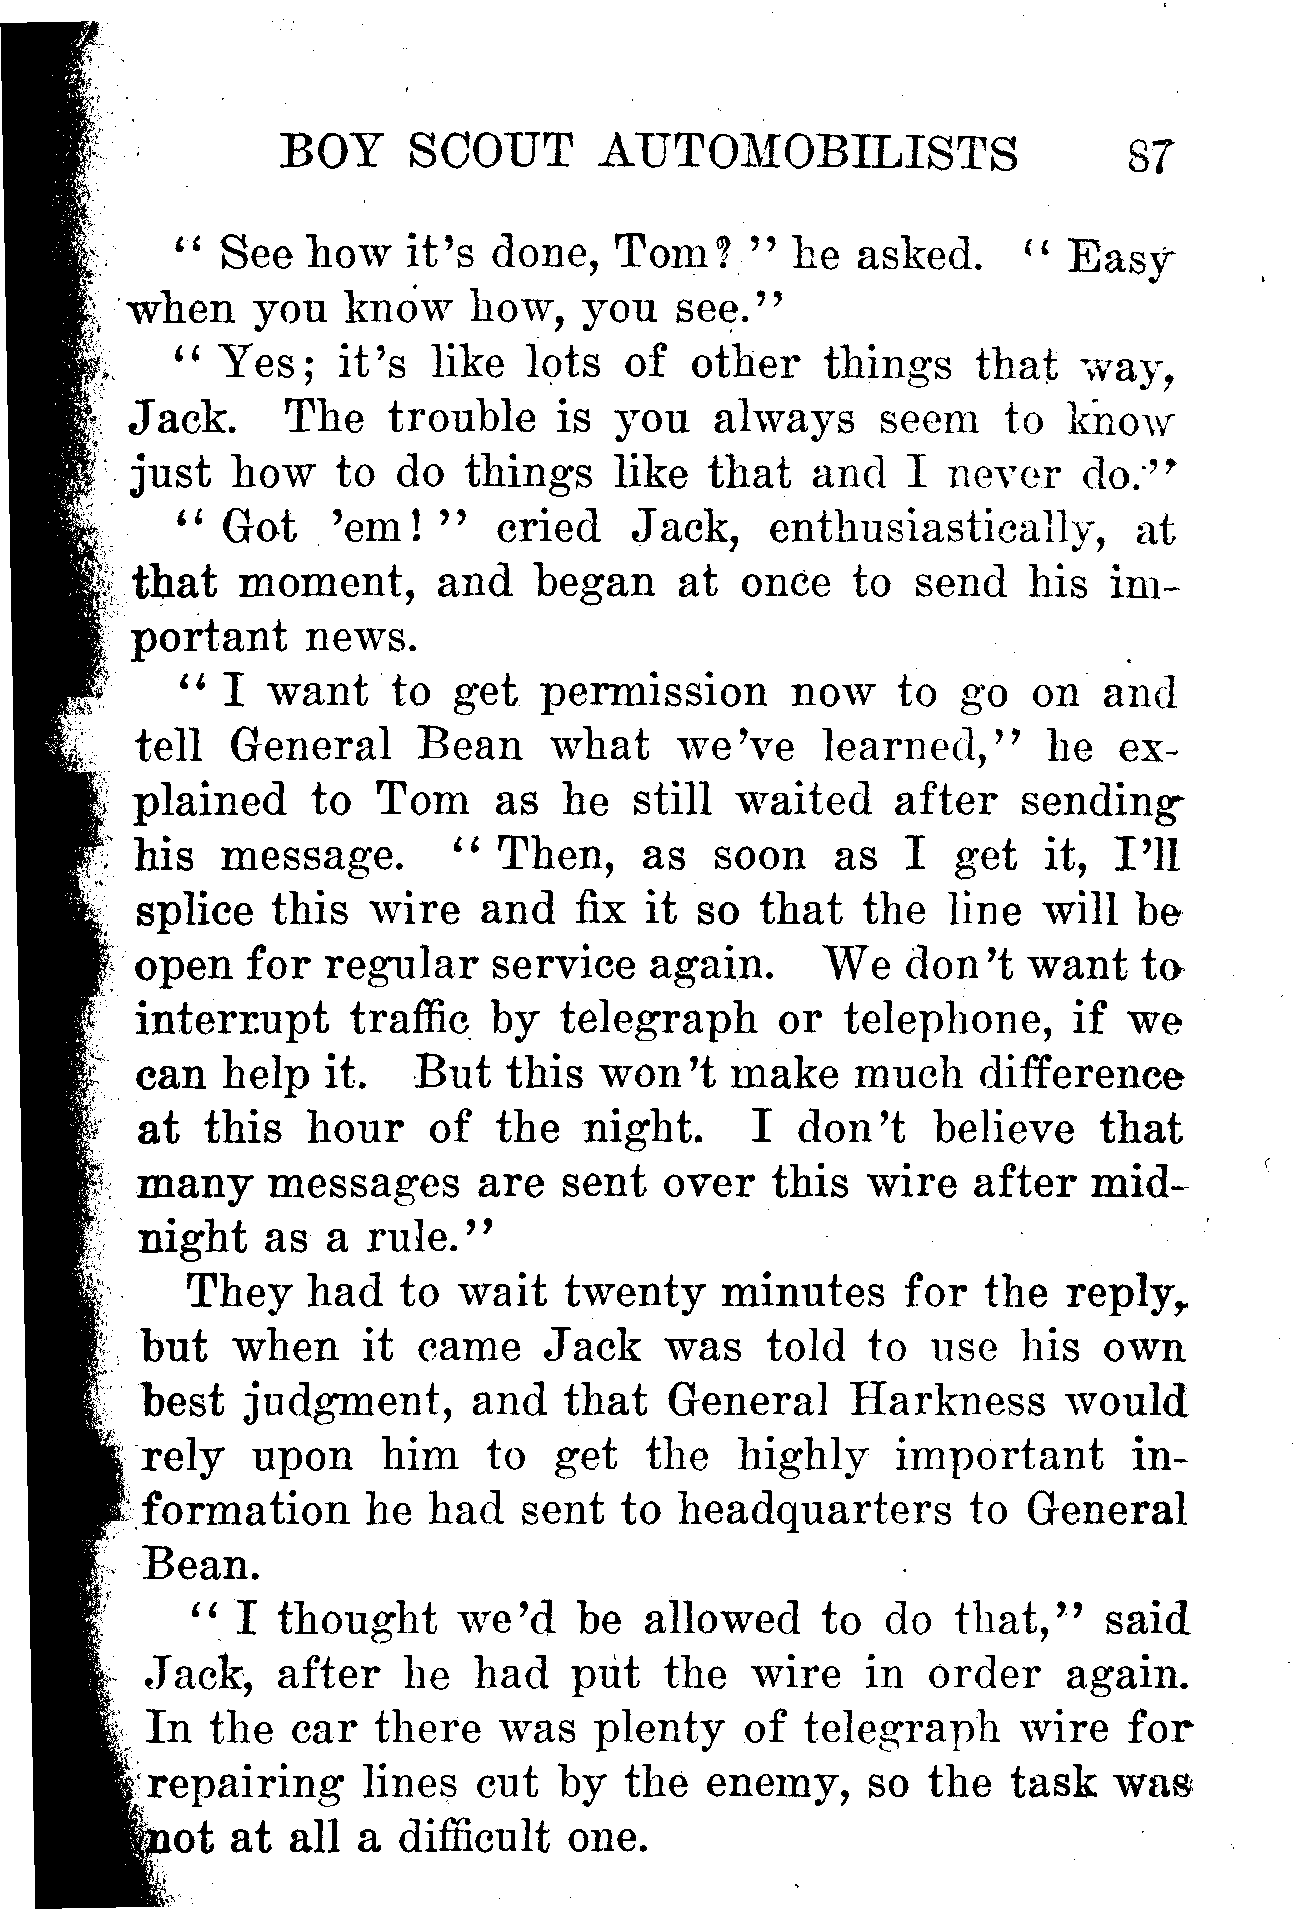 BOY SCOUT AUTOMOBILISTS 87
“ See how it’s done, Tom? ” he asked. “ Easy
when you know how, you see.”
“ Yes; it’s like lots of other things that way,
Jack. The trouble is you always seem to know
just how to do things like that and I never do.”
“ Got ’em! ” cried Jack, enthusiastically, at
that moment, and began at once to send his im-
portant news.
“ I want to get permission now to go on and
tell General Bean what we’ve learned,” he ex-
plained to Tom as he still waited after sending
his message. “ Then, as soon as I get it, I’ll
splice this wire and fix it so that the line will be
open for regular service again. We don’t want to
interrupt traffic by telegraph or telephone, if we
can help it. But this won’t make much difference
at this hour of the night. I don’t believe that
many messages are sent over this wire after mid-
night as a rule.”
They had to wait twenty minutes for the reply,
but when it came Jack was told to use his own
best judgment, and that General Harkness would
rely upon him to get the highly important in-
formation he had sent to headquarters to General
Bean.
“ I thought we’d be allowed to do that,” said
Jack, after he had put the wire in order again.
In the car there was plenty of telegraph wire for
repairing lines cut by the enemy, so the task was
not at all a difficult one.